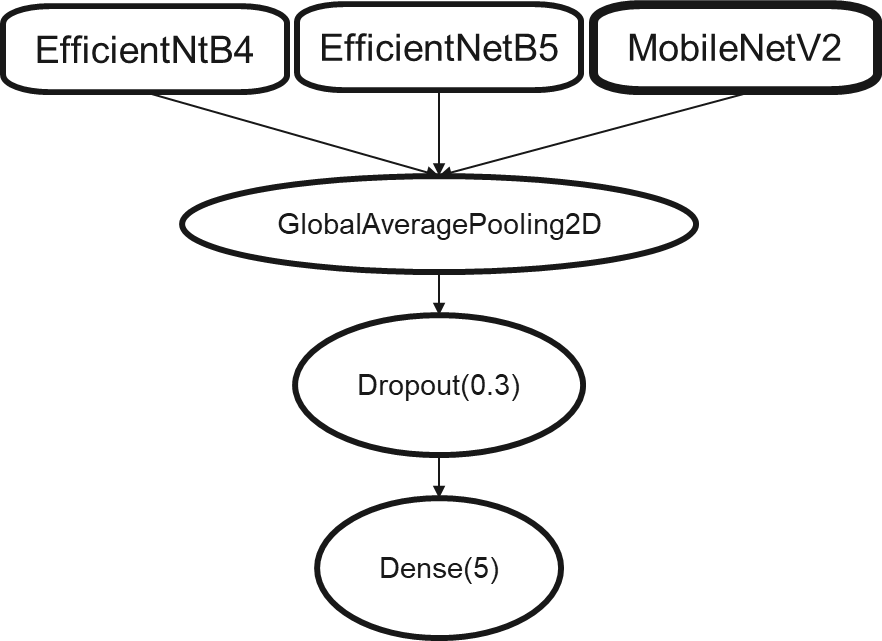 EfficientNtB4
EfficientNetB5
MobileNetV2
GlobalAveragePooling2D
Dropout(0.3)
Dense(5)